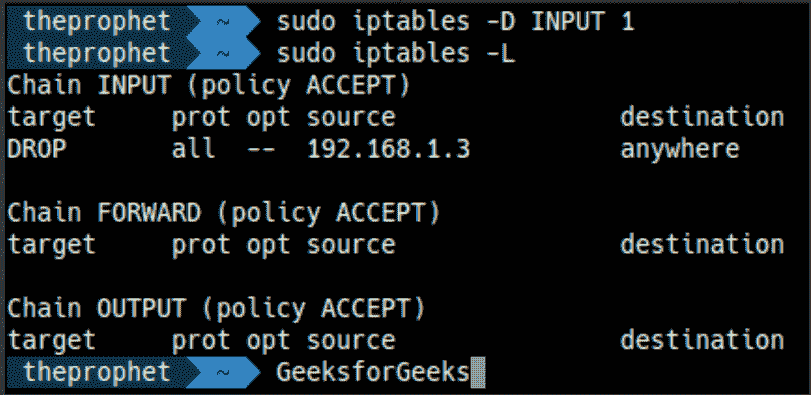 theprophet ~ sudo iptables -D INPUT 1
theprophet ~ sudo iptables -L
Chain INPUT (policy ACCEPT)
target     prot opt source               destination
DROP       all  --  192.168.1.3          anywhere
Chain FORWARD (policy ACCEPT)
target     prot opt source               destination
Chain OUTPUT (policy ACCEPT)
target     prot opt source               destination
theprophet ~ GeeksforGeeks